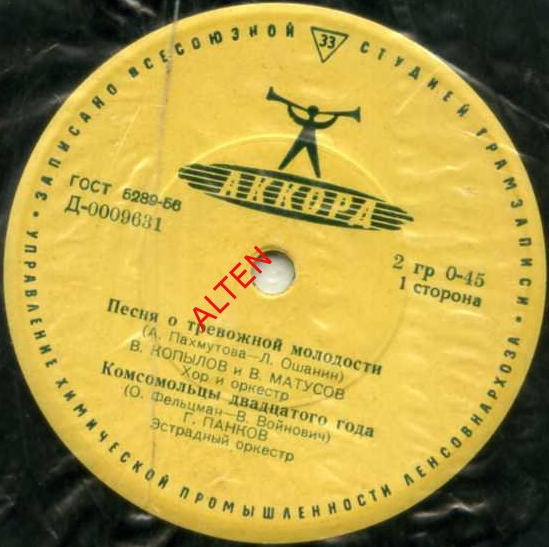 ЗАПИСАНО ВСЕСОЮЗНОЙ СТУДИЕЙ ГРАМЗАПИСИ
33
АККОРД
ГОСТ 5289-56
Д-0009631
2 гр 0-45
1 сторона
ALTEN
Песня о тревожной молодости
(А. Пахмутова—Л. Ошанин)
В. КОПЫЛОВ и В. МАТУСОВ
Хор и оркестр
Комсомольцы двадцатого года
(О. Фельцман—В. Войнович)
Г. ПАНКОВ
Эстрадный оркестр
УПРАВЛЕНИЕ ХИМИЧЕСКОЙ ПРОМЫШЛЕННОСТИ ЛЕНСОВНАРХОЗА